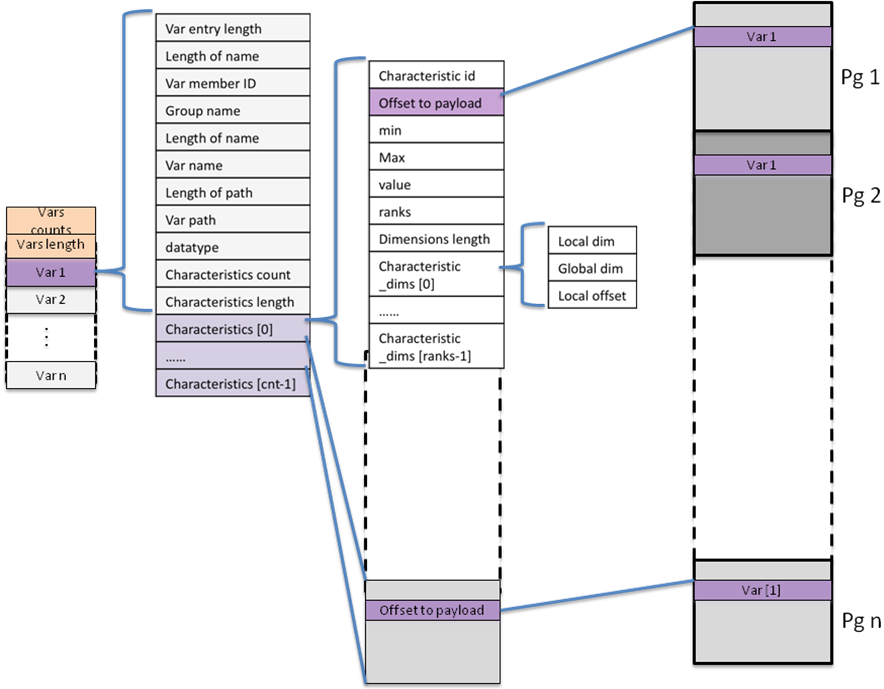 Vars
counts
Vars length
Var 1
Var 2
⋮
Var n
Var entry length
Length of name
Var member ID
Group name
Length of name
Var name
Length of path
Var path
datatype
Characteristics count
Characteristics length
Characteristics [0]
......
Characteristics [cnt-1]
Characteristic id
Offset to payload
min
Max
value
ranks
Dimensions length
Characteristic
_dims [0]
......
Characteristic
_dims [ranks-1]
Offset to payload
Local dim
Global dim
Local offset
Var 1
Pg 1
Var 1
Pg 2
Var [1]
Pg n